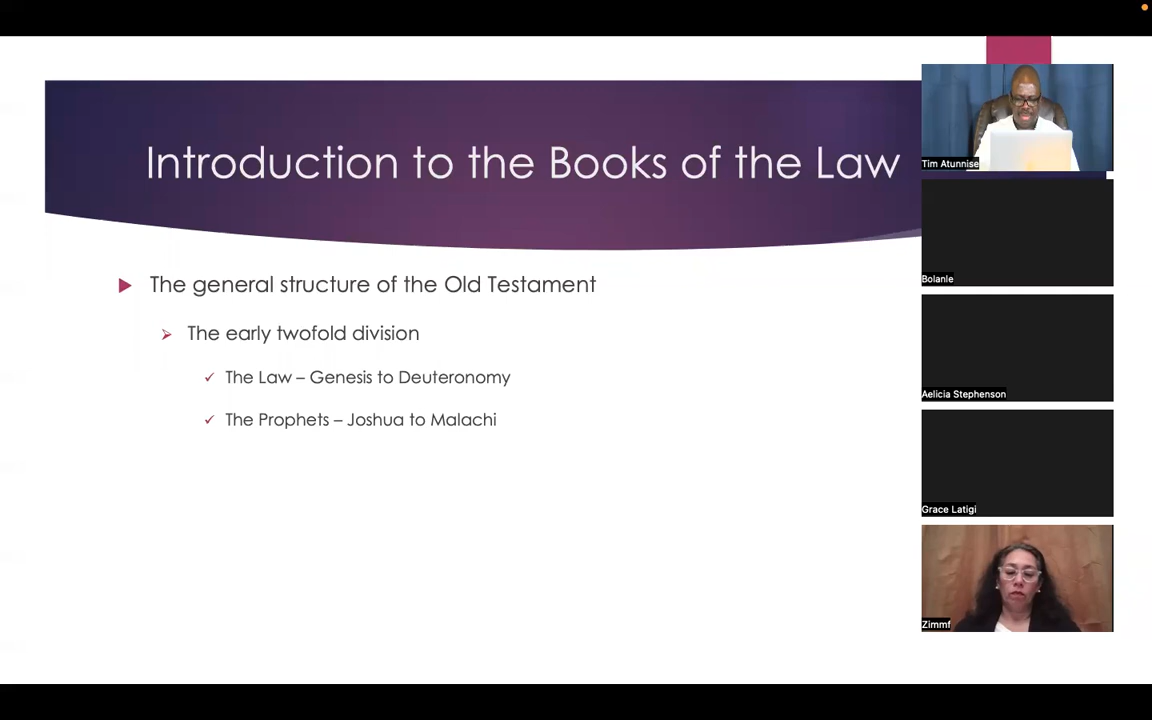 Introduction to the Books of the Law
The general structure of the Old Testament
The early twofold division
The Law – Genesis to Deuteronomy
The Prophets – Joshua to Malachi
Tim Atunnise
Bolanle
Aelicia Stephenson
Grace Latigi
Zimmf